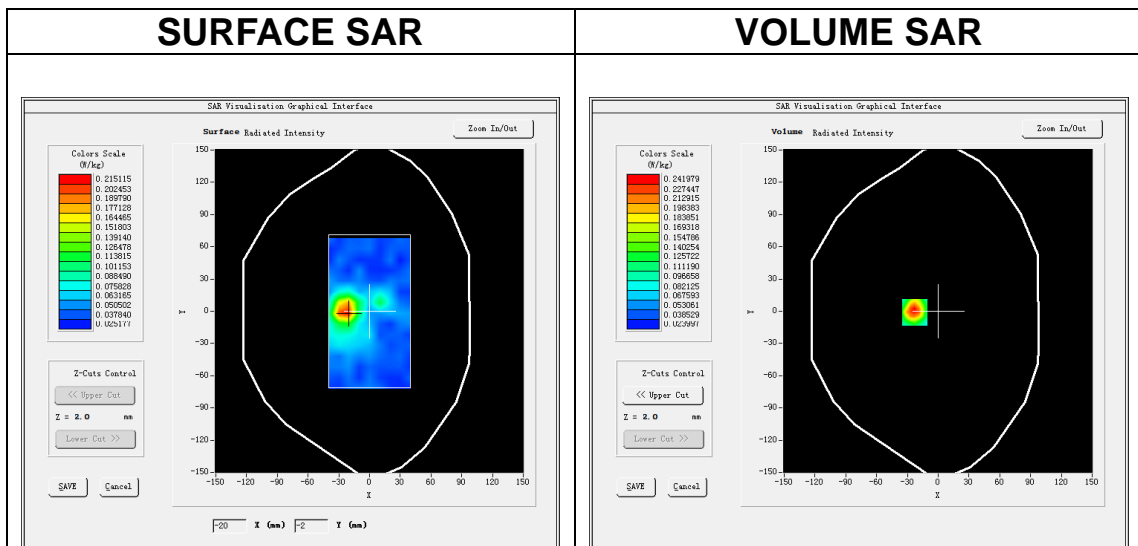 SURFACE SAR
VOLUME SAR
SAR Visualisation Graphical Interface
Surface Radiated Intensity
Zoom In/Out
Colors Scale
(W/kg)
0.215115
0.202453
0.189790
0.177128
0.164465
0.151803
0.139140
0.126478
0.113815
0.101153
0.088490
0.075828
0.063165
0.050502
0.037840
0.025177
Z-Cuts Control
<< Upper Cut
Z = 2.0 mm
Lower Cut >>
SAVE
Cancel
150
120
90
60
30
0
-30
-60
-90
-120
-150
Y
-150 -120 -90 -60 -30 0 30 60 90 120 150
X
-20 X (mm) -2 Y (mm)
SAR Visualisation Graphical Interface
Volume Radiated Intensity
Zoom In/Out
Colors Scale
(W/kg)
0.241979
0.227447
0.212915
0.198383
0.183851
0.169318
0.154786
0.140254
0.125722
0.111190
0.096658
0.082125
0.067593
0.053061
0.038529
0.023997
Z-Cuts Control
<< Upper Cut
Z = 2.0 mm
Lower Cut >>
SAVE
Cancel
150
120
90
60
30
0
-30
-60
-90
-120
-150
Y
-150 -120 -90 -60 -30 0 30 60 90 120 150
X